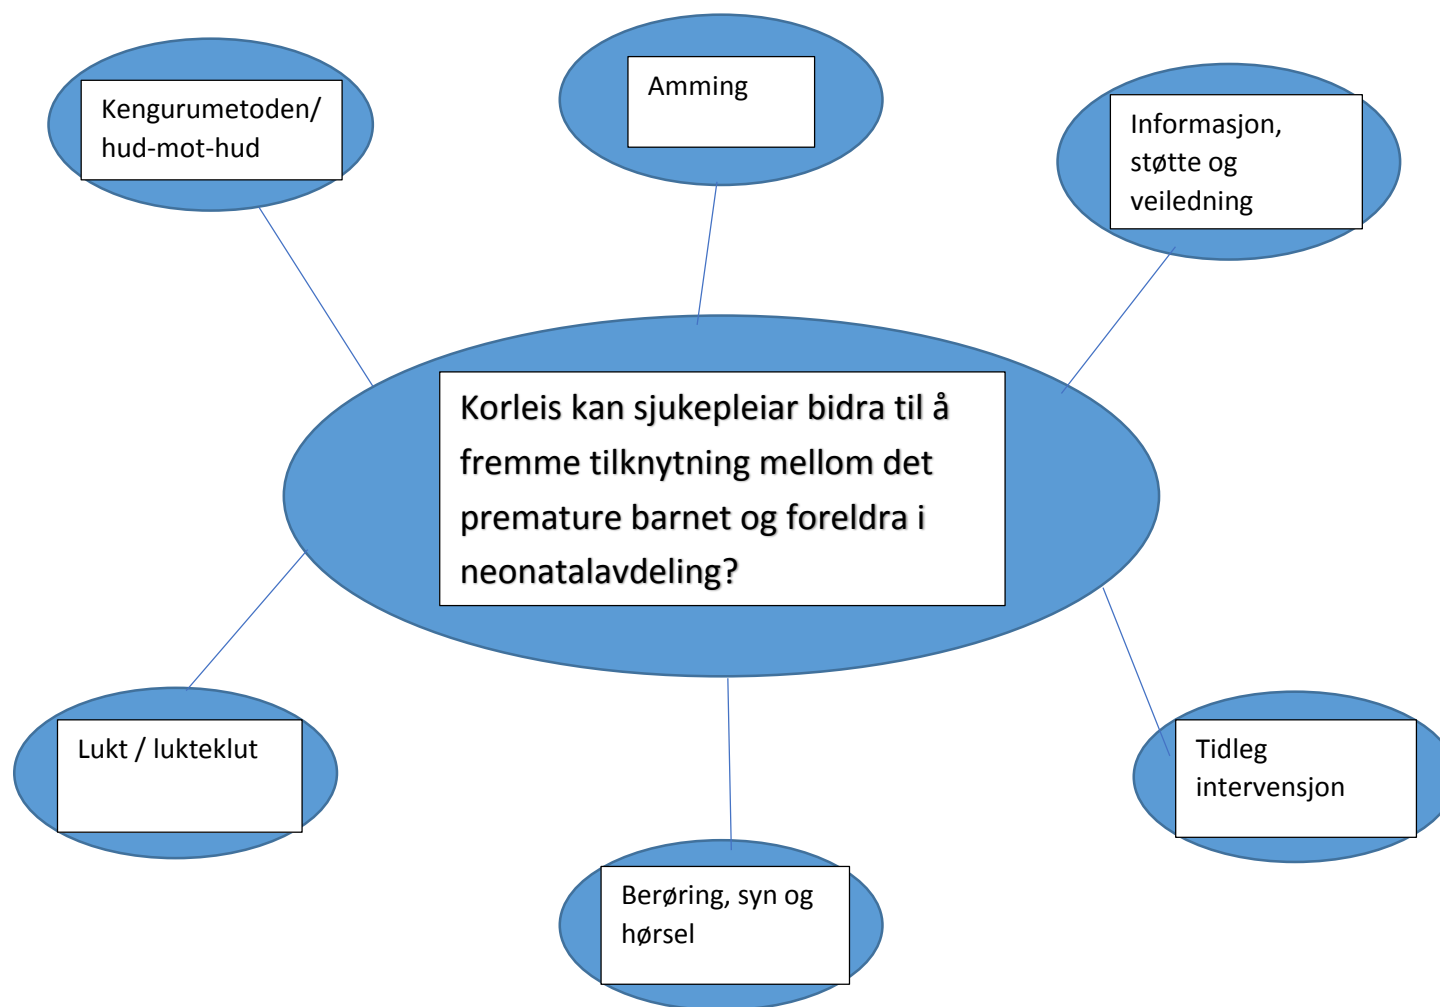 Kengurumetoden/
hud-mot-hud
Amming
Informasjon,
støtte og
veiledning
Korleis kan sjukepleiar bidra til å
fremme tilknytning mellom det
premature barnet og foreldra i
neonatalavdeling?
Lukt / lukteklut
Tidleg
intervensjon
Berøring, syn og
hørsel